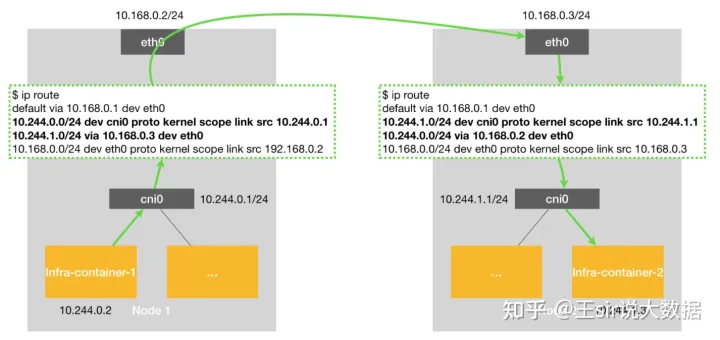 10.168.0.2/24
10.168.0.3/24
eth0
eth0
$ ip route
default via 10.168.0.1 dev eth0
10.244.0.0/24 dev cni0 proto kernel scope link src 10.244.0.1
10.244.1.0/24 via 10.168.0.3 dev eth0
10.168.0.0/24 dev eth0 proto kernel scope link src 192.168.0.2
$ ip route
default via 10.168.0.1 dev eth0
10.244.1.0/24 dev cni0 proto kernel scope link src 10.244.1.1
10.244.0.0/24 via 10.168.0.2 dev eth0
10.168.0.0/24 dev eth0 proto kernel scope link src 10.168.0.3
cni0
10.244.0.1/24
10.244.1.1/24
cni0
Infra-container-1
...
...
Infra-container-2
10.244.0.2
Node 1
知乎 @王sir说大数据